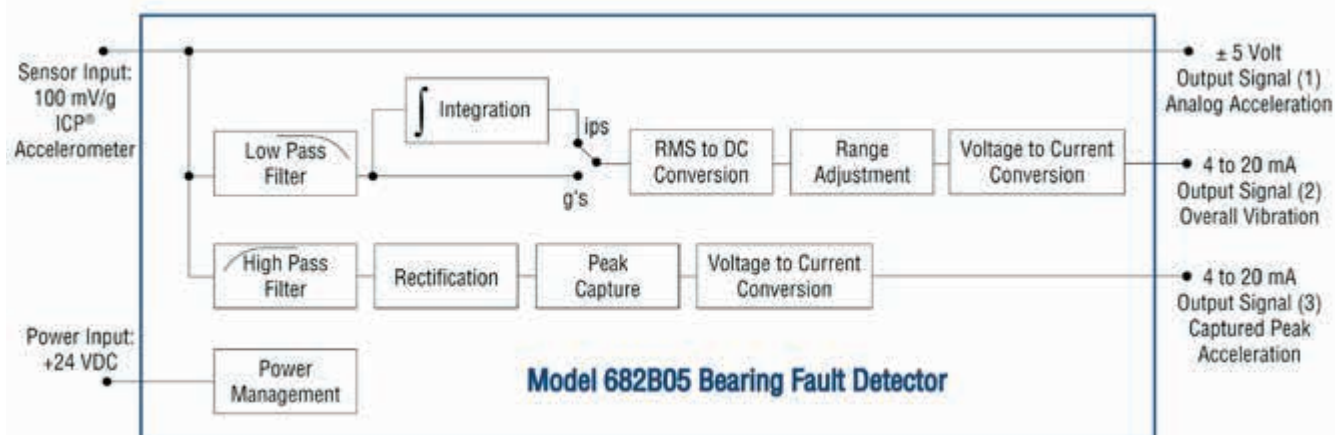 Sensor Input:
100 mV/g
ICP®
Accelerometer
± 5 Volt
Output Signal (1)
Analog Acceleration
∫ Integration
ips
g's
Low Pass
Filter
RMS to DC
Conversion
Range
Adjustment
Voltage to Current
Conversion
4 to 20 mA
Output Signal (2)
Overall Vibration
High Pass
Filter
Rectification
Peak
Capture
Voltage to Current
Conversion
4 to 20 mA
Output Signal (3)
Captured Peak
Acceleration
Power Input:
+24 VDC
Power
Management
Model 682B05 Bearing Fault Detector